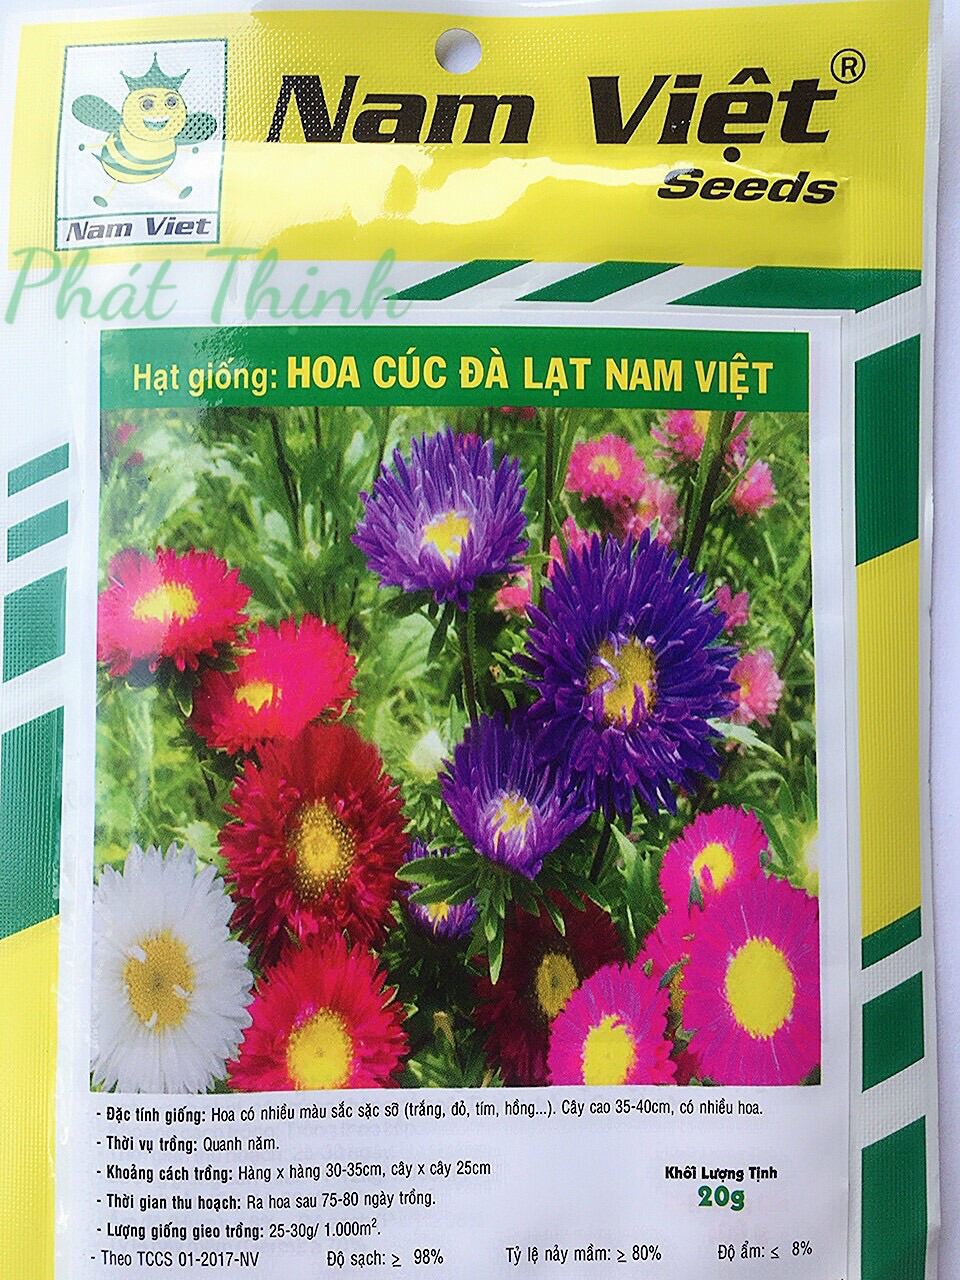 Nam Việt®
Seeds
Nam Viet
Phát Thịnh
Hạt giống: HOA CÚC ĐÀ LẠT NAM VIỆT
- Đặc tính giống: Hoa có nhiều màu sắc sặc sỡ (trắng, đỏ, tím, hồng...). Cây cao 35-40cm, có nhiều hoa.
- Thời vụ trồng: Quanh năm.
- Khoảng cách trồng: Hàng x hàng 30-35cm, cây x cây 25cm
- Thời gian thu hoạch: Ra hoa sau 75-80 ngày trồng.
- Lượng giống gieo trồng: 25-30g/ 1.000m².
Khối Lượng Tịnh
20g
- Theo TCCS 01-2017-NV Độ sạch: ≥ 98% Tỷ lệ nảy mầm: ≥ 80% Độ ẩm: ≤ 8%